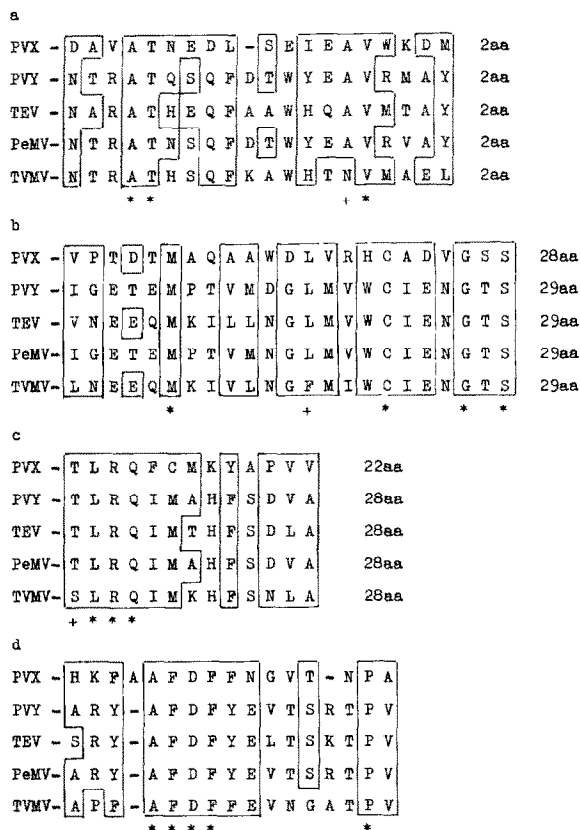 a
PVX - D A V A T N E D L - S E I E A V W K D M 2aa
PVY - N T R A T Q S Q F D T W Y E A V R M A Y 2aa
TEV - N A R A T H E Q F A A W H Q A V M T A Y 2aa
PeMV- N T R A T N S Q F D T W Y E A V R V A Y 2aa
TVMV- N T R A T H S Q F K A W H T N V M A E L 2aa
* * + *
b
PVX - V P T D T M A Q A A W D L V R H C A D V G S S 28aa
PVY - I G E T E M P T V M D G L M V W C I E N G T S 29aa
TEV - V N E E Q M K I L L N G L M V W C I E N G T S 29aa
PeMV- I G E T E M P T V M N G L M V W C I E N G T S 29aa
TVMV- L N E E Q M K I V L N G F M I W C I E N G T S 29aa
* + * * *
c
PVX - T L R Q F C M K Y A P V V 22aa
PVY - T L R Q I M A H F S D V A 28aa
TEV - T L R Q I M T H F S D L A 28aa
PeMV- T L R Q I M A H F S D V A 28aa
TVMV- S L R Q I M K H F S N L A 28aa
+ * * *
d
PVX - H K F A A F D F F N G V T - N P A
PVY - A R Y - A F D F Y E V T S R T P V
TEV - S R Y - A F D F Y E L T S K T P V
PeMV- A R Y - A F D F Y E V T S R T P V
TVMV- A P F - A F D F F E V N G A T P V
* * * * *